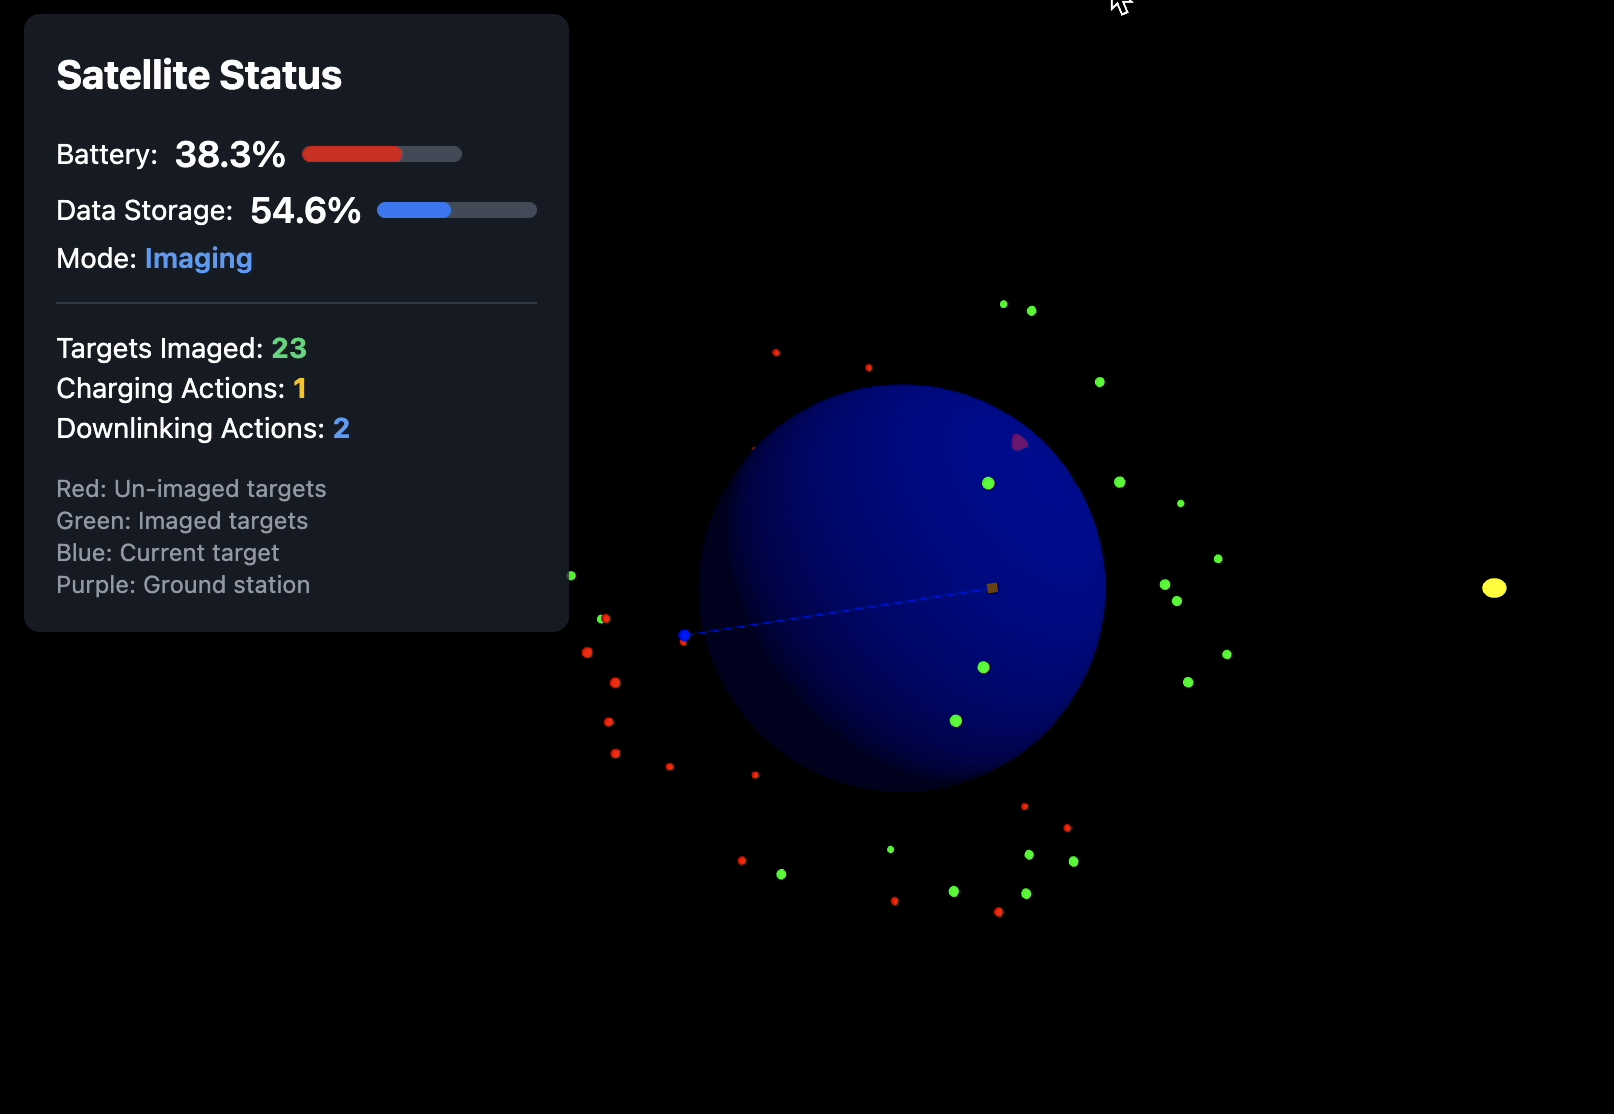 Satellite Status
Battery: 38.3%
Data Storage: 54.6%
Mode: Imaging
Targets Imaged: 23
Charging Actions: 1
Downlinking Actions: 2
Red: Un-imaged targets
Green: Imaged targets
Blue: Current target
Purple: Ground station